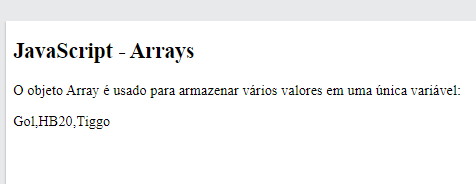 JavaScript - Arrays
O objeto Array é usado para armazenar vários valores em uma única variável:
Gol,HB20,Tiggo